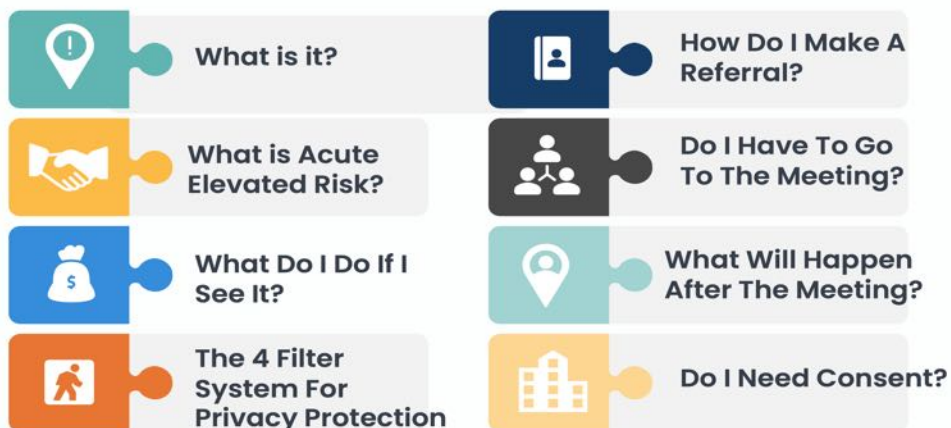 What is it?
What is Acute
Elevated Risk?
What Do I Do If I
See It?
$
The 4 Filter
System For
Privacy Protection
How Do I Make A
Referral?
Do I Have To Go
To The Meeting?
What Will Happen
After The Meeting?
Do I Need Consent?